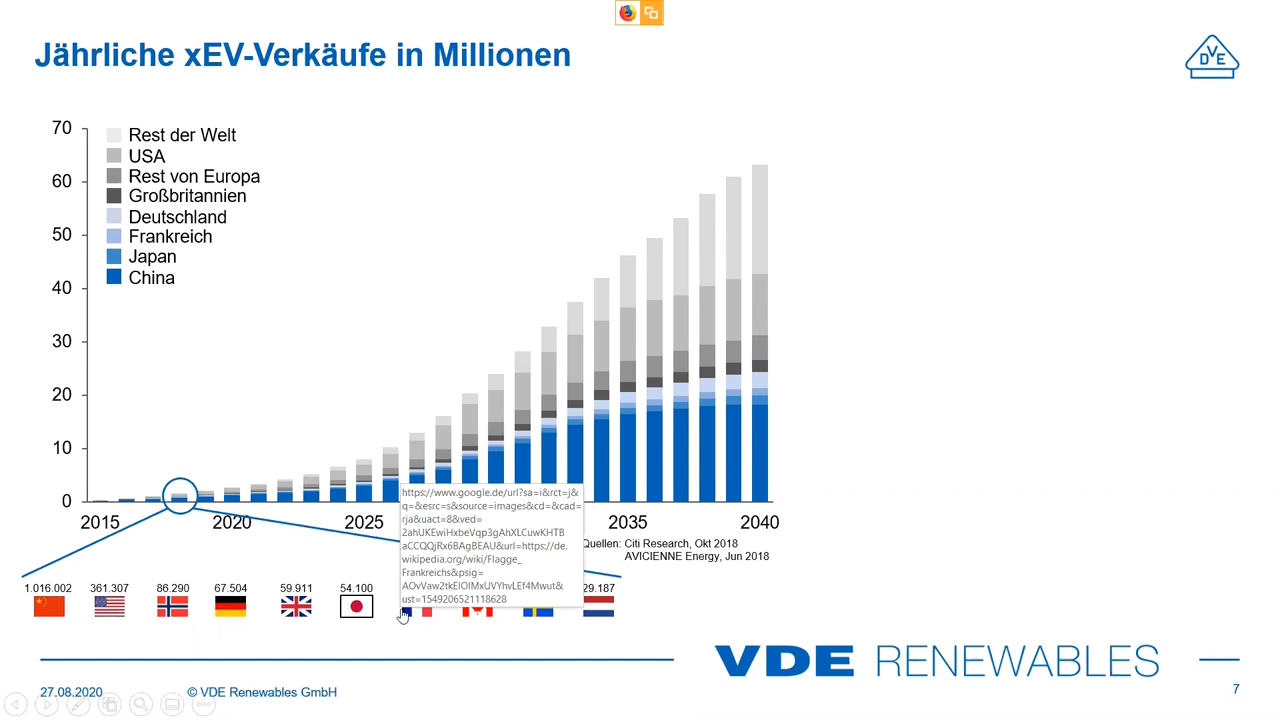 Jährliche xEV-Verkäufe in Millionen
VDE
70
60
50
40
30
20
10
0
Rest der Welt
USA
Rest von Europa
Großbritannien
Deutschland
Frankreich
Japan
China
2015
2020
2025
2035
2040
Quellen: Citi Research, Okt 2018
AVICIENNE Energy, Jun 2018
https://www.google.de/url?sa=i&rct=j&
q=&esrc=s&source=images&cd=&cad=
rja&uact=8&ved=
2ahUKEwiHxbeVqp3gAhXLCuwKHTB
aCCQQjRx6BAgBEAU&url=https://de.
wikipedia.org/wiki/Flagge_
Frankreichs&psig=
AOvVaw2tkEIOIMxUVYhvLEf4Mwut&
ust=1549206521118628
1.016.002
361.307
86.290
67.504
59.911
54.100
29.187
VDE RENEWABLES
27.08.2020
© VDE Renewables GmbH
7